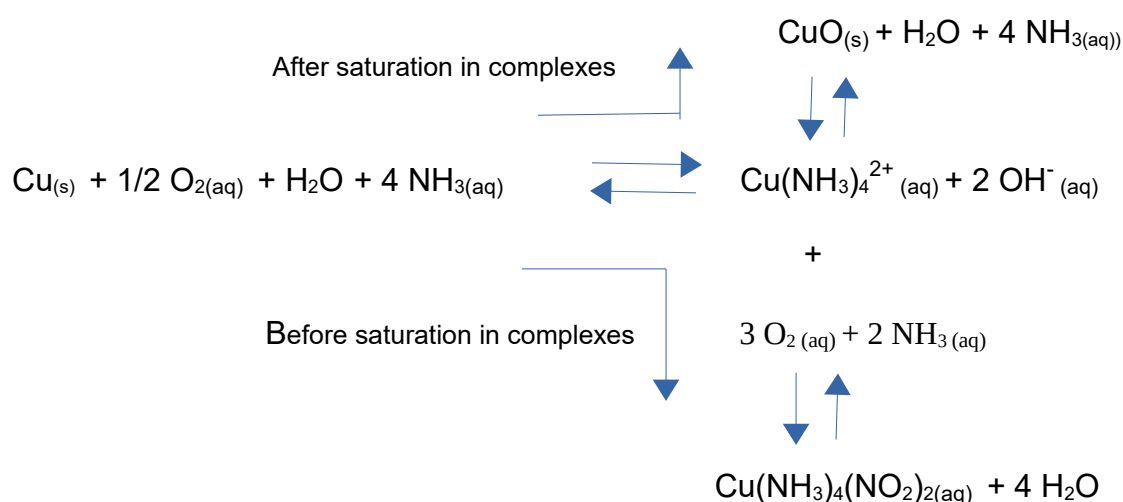 CuO(s) + H2O + 4 NH3(aq))
After saturation in complexes
Cu(s) + 1/2 O2(aq) + H2O + 4 NH3(aq)
Cu(NH3)4 2+ (aq) + 2 OH- (aq)
+
Before saturation in complexes
3 O2 (aq) + 2 NH3 (aq)
Cu(NH3)4(NO2)2(aq) + 4 H2O